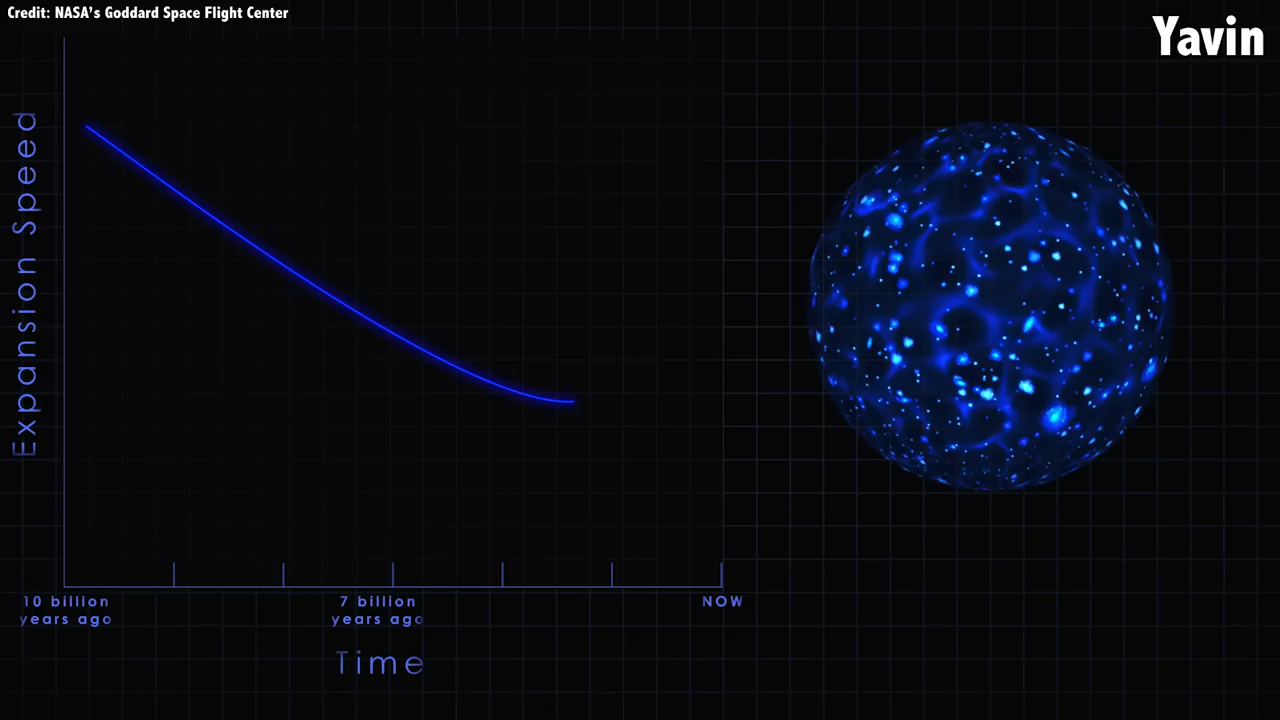 Credit: NASA's Goddard Space Flight Center
Yavin
Expansion Speed
10 billion
years ago
7 billion
years ago
NOW
Time